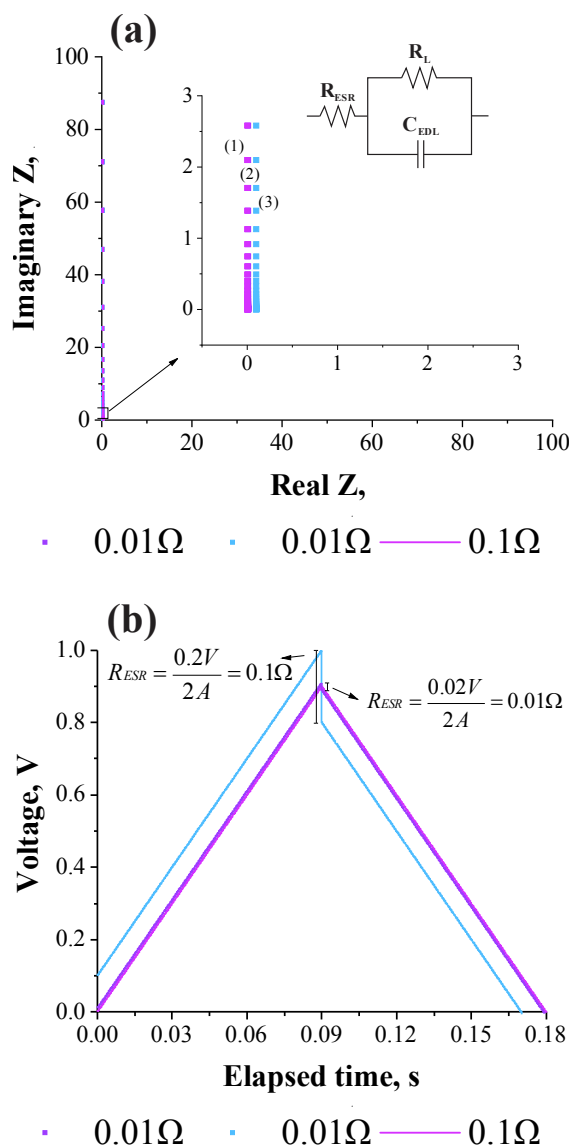 (a)
100
80
60
40
20
0
Imaginary Z,
0
20
40
60
80
100
Real Z,
3
2
1
0
0
1
2
3
(1)
(2)
(3)
R_ESR
R_L
C_EDL
0.01Ω 0.01Ω 0.1Ω
(b)
1.0
0.8
0.6
0.4
0.2
0.0
Voltage, V
R_ESR = 0.2V / 2A = 0.1Ω
R_ESR = 0.02V / 2A = 0.01Ω
0.00 0.03 0.06 0.09 0.12 0.15 0.18
Elapsed time, s
0.01Ω 0.01Ω 0.1Ω